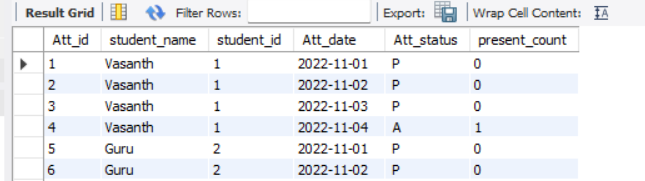 Result Grid Filter Rows: Export: Wrap Cell Content:
Att_id student_name student_id Att_date Att_status present_count
1 Vasanth 1 2022-11-01 P 0
2 Vasanth 1 2022-11-02 P 0
3 Vasanth 1 2022-11-03 P 0
4 Vasanth 1 2022-11-04 A 1
5 Guru 2 2022-11-01 P 0
6 Guru 2 2022-11-02 P 0